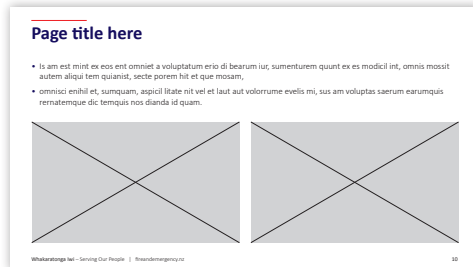 Page title here
• Is am est mint ex eos ent omniet a voluptatum erio di bearum iur, sumenturem quunt ex es modicil int, omnis mossit
autem aliqui tem quianist, secte porem hit et que mosam,
• omnisci enihil et, sumquam, aspicil litate nit vel et laut aut volorrume evelis mi, sus am voluptas saerum earumquis
rernatemque dic temquis nos dianda id quam.
Whakaratonga Iwi – Serving Our People | fireandemergency.nz
10